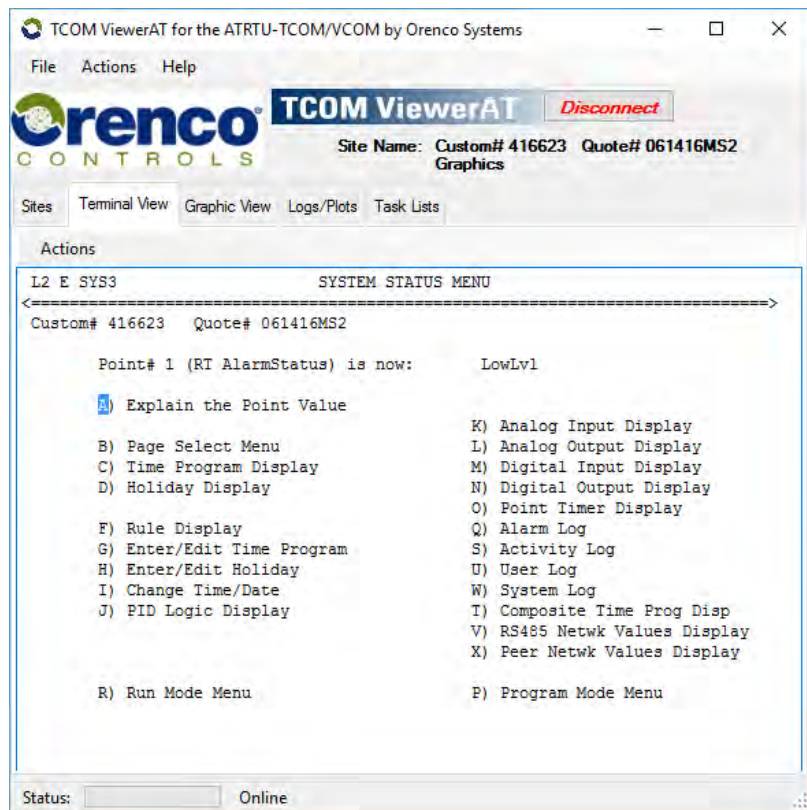 TCOM ViewerAT for the ATRTU-TCOM/VCOM by Orenco Systems
File Actions Help
Orenco CONTROLS
TCOM ViewerAT Disconnect
Site Name: Custom# 416623 Quote# 061416MS2
Graphics
Sites Terminal View Graphic View Logs/Plots Task Lists
Actions
L2 E SYS3 SYSTEM STATUS MENU
<==============================================================================>
Custom# 416623 Quote# 061416MS2
Point# 1 (RT AlarmStatus) is now: LowLvl
A) Explain the Point Value
K) Analog Input Display
B) Page Select Menu L) Analog Output Display
C) Time Program Display M) Digital Input Display
D) Holiday Display N) Digital Output Display
O) Point Timer Display
F) Rule Display Q) Alarm Log
G) Enter/Edit Time Program S) Activity Log
H) Enter/Edit Holiday U) User Log
I) Change Time/Date W) System Log
J) PID Logic Display T) Composite Time Prog Disp
V) RS485 Netwk Values Display
X) Peer Netwk Values Display
R) Run Mode Menu P) Program Mode Menu
Status: Online